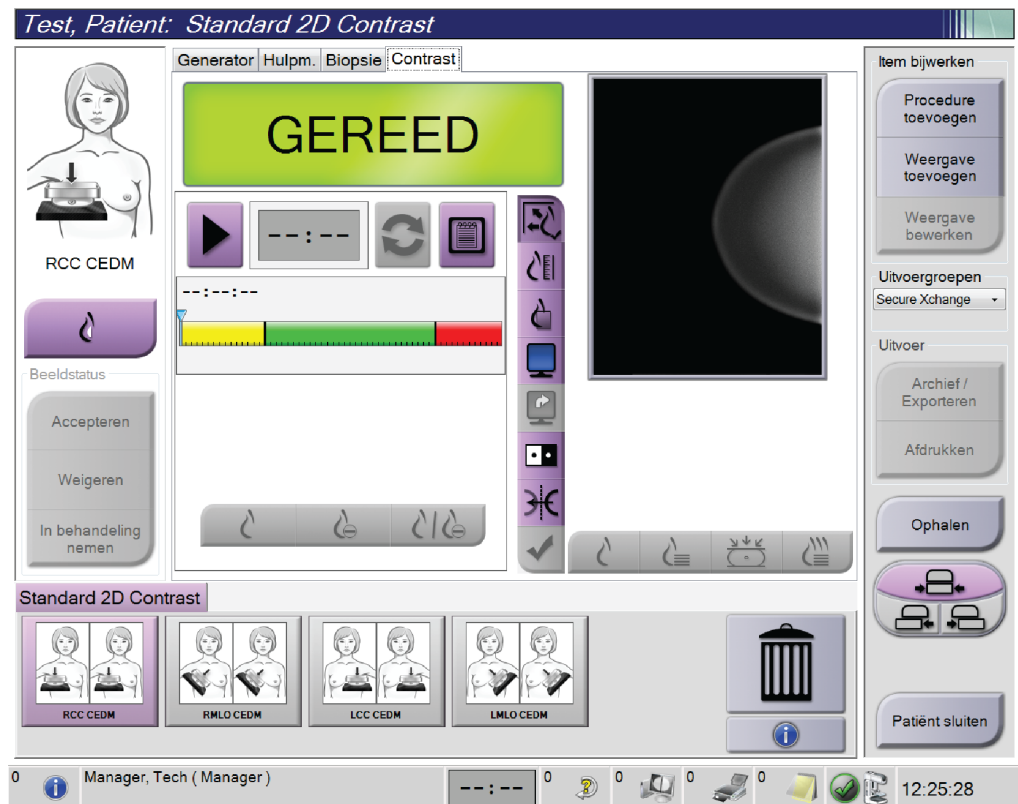 Test, Patient:  Standard 2D Contrast
Generator
Hulpm.
Biopsie
Contrast
GEREED
--:--
--:--:--
RCC CEDM
Beeldstatus
Accepteren
Weigeren
In behandeling
nemen
Item bijwerken
Procedure
toevoegen
Weergave
toevoegen
Weergave
bewerken
Uitvoergroepen
Secure Xchange
Uitvoer
Archief /
Exporteren
Afdrukken
Ophalen
Patiënt sluiten
Standard 2D Contrast
RCC CEDM
RMLO CEDM
LCC CEDM
LMLO CEDM
0
Manager, Tech ( Manager )
--:--
0
0
0
0
12:25:28